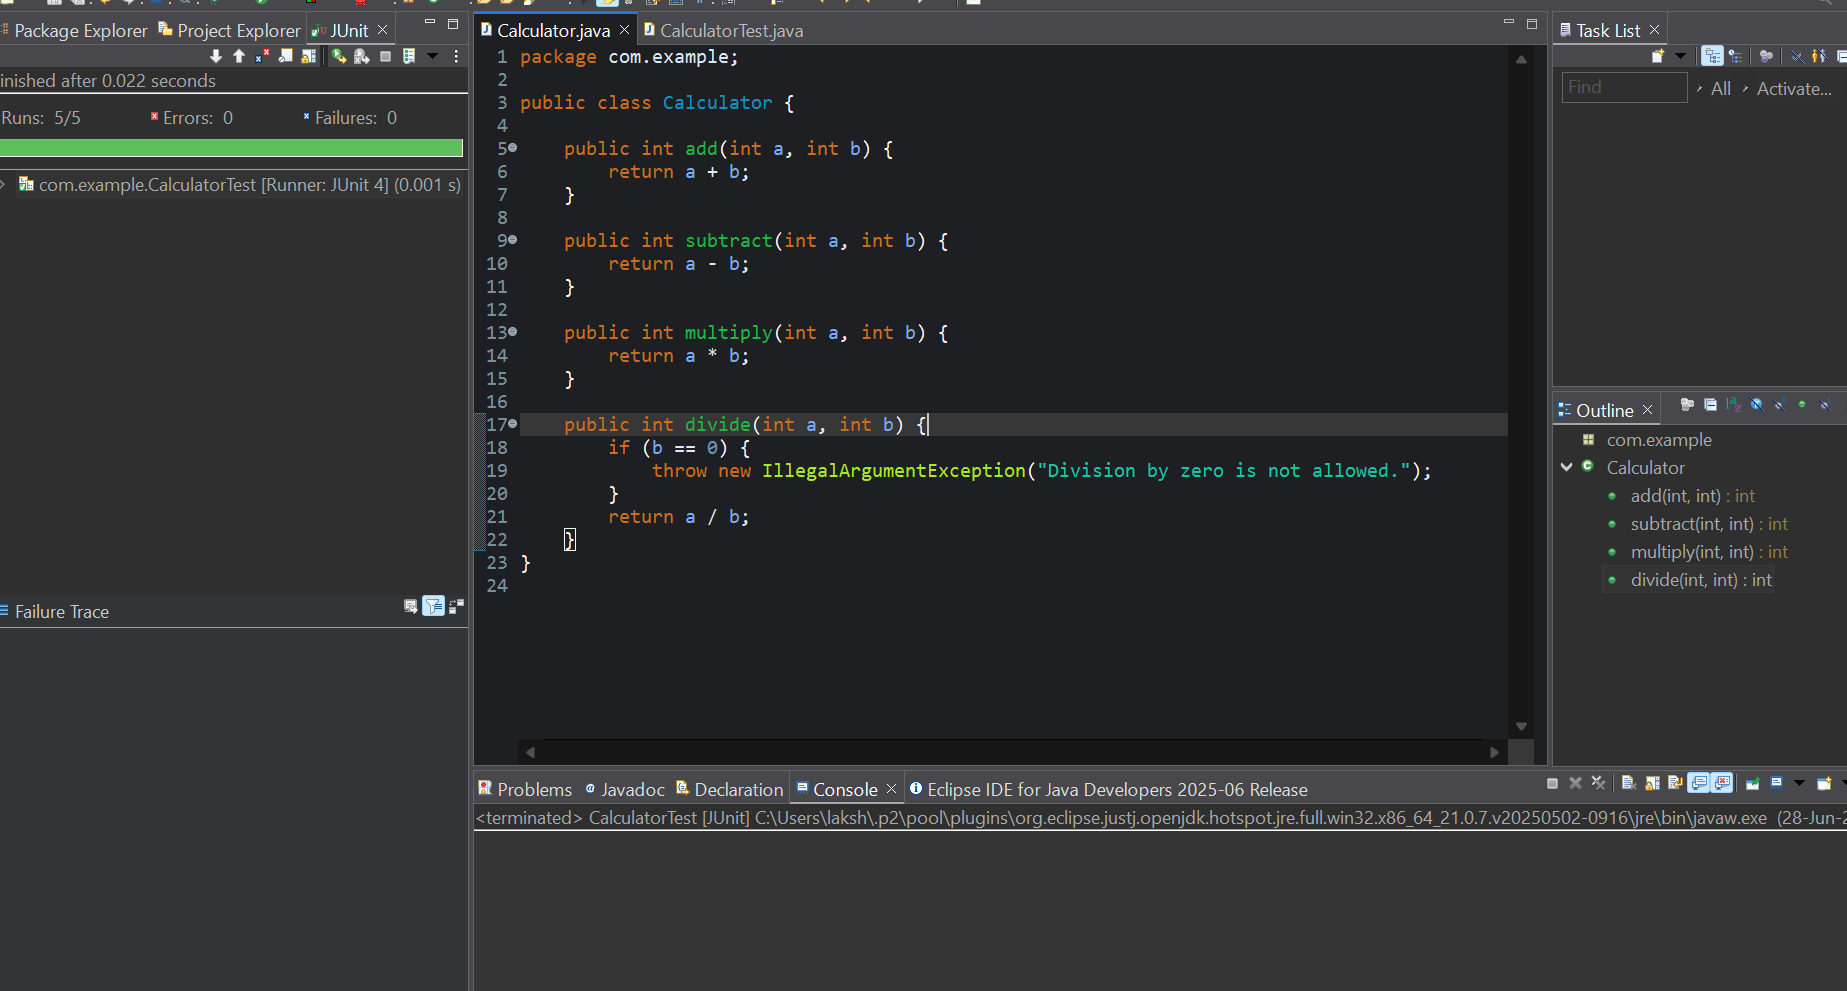 Package Explorer
Project Explorer
JUnit
inished after 0.022 seconds
Runs: 5/5
Errors: 0
Failures: 0
com.example.CalculatorTest [Runner: JUnit 4] (0.001 s)
Failure Trace
Calculator.java
CalculatorTest.java
1 package com.example;
2
3 public class Calculator {
4
5 public int add(int a, int b) {
6 return a + b;
7 }
8
9 public int subtract(int a, int b) {
10 return a - b;
11 }
12
13 public int multiply(int a, int b) {
14 return a * b;
15 }
16
17 public int divide(int a, int b) {
18 if (b == 0) {
19 throw new IllegalArgumentException("Division by zero is not allowed.");
20 }
21 return a / b;
22 }
23 }
24
Task List
Find
All
Activate...
Outline
com.example
Calculator
add(int, int) : int
subtract(int, int) : int
multiply(int, int) : int
divide(int, int) : int
Problems
Javadoc
Declaration
Console
Eclipse IDE for Java Developers 2025-06 Release
<terminated> CalculatorTest [JUnit] C:\Users\laksh\.p2\pool\plugins\org.eclipse.justj.openjdk.hotspot.jre.full.win32.x86_64_21.0.7.v20250502-0916\jre\bin\javaw.exe (28-Jun-2